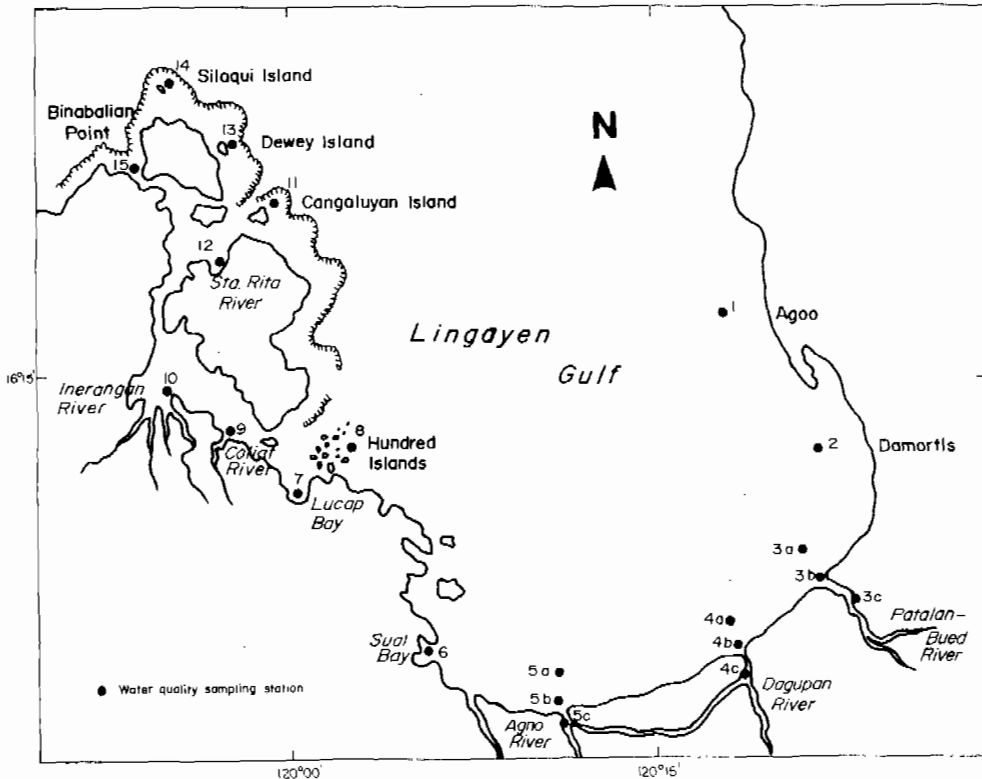 14
Silaqui Island
Binabalian
Point
13
Dewey Island
15
11
Cangaluyan Island
N
12
Sta. Rita
River
1
Agoo
Lingayen
Gulf
16°15'
10
Inerangan
River
9
Coliat
River
8
Hundred
Islands
2
Damortis
7
Lucap
Bay
3a
3b
3c
Patalan-
Bued
River
4a
4b
4c
Dagupan
River
Sual
Bay
6
5a
5b
5c
Agno
River
Water quality sampling station
120°00
120°15'